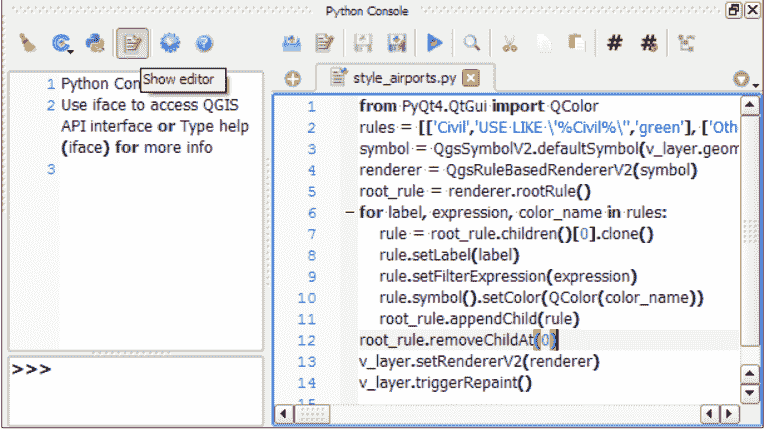 Python Console
Show editor
1 Python Con
2 Use iface to access QGIS
API interface or Type help
(iface) for more info
3
>>>
style_airports.py
1 from PyQt4.QtGui import QColor
2 rules = [['Civil','USE LIKE \'%Civil%\'','green'], ['Oth
3 symbol = QgsSymbolV2.defaultSymbol(v_layer.geom
4 renderer = QgsRuleBasedRendererV2(symbol)
5 root_rule = renderer.rootRule()
6 for label, expression, color_name in rules:
7 rule = root_rule.children()[0].clone()
8 rule.setLabel(label)
9 rule.setFilterExpression(expression)
10 rule.symbol().setColor(QColor(color_name))
11 root_rule.appendChild(rule)
12 root_rule.removeChildAt(0)
13 v_layer.setRendererV2(renderer)
14 v_layer.triggerRepaint()
15